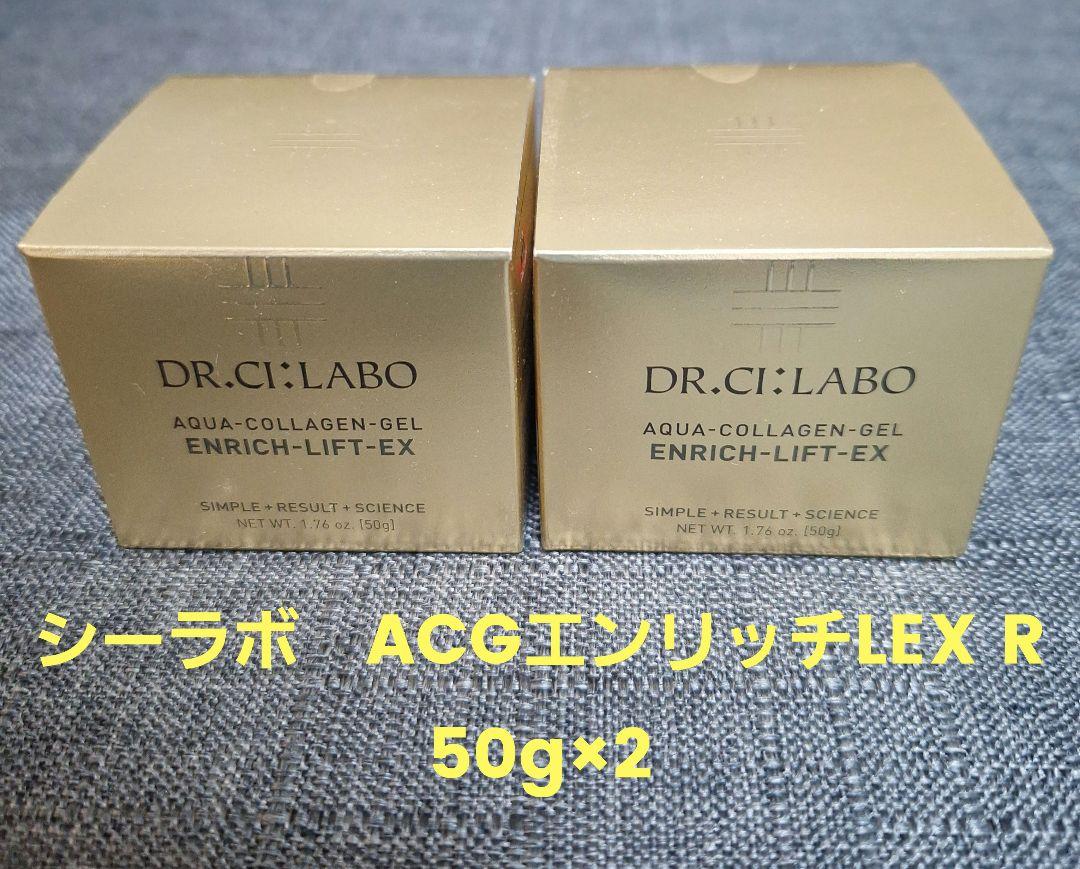 DR.CI:LABO
AQUA-COLLAGEN-GEL
ENRICH-LIFT-EX
SIMPLE+RESULT+SCIENCE
NET WT. 1.76 oz. [50g]
DR.CI:LABO
AQUA-COLLAGEN-GEL
ENRICH-LIFT-EX
SIMPLE+RESULT+SCIENCE
NET WT. 1.76 oz. [50g]
シーラボ　ACGエンリッチLEX R
50g×2